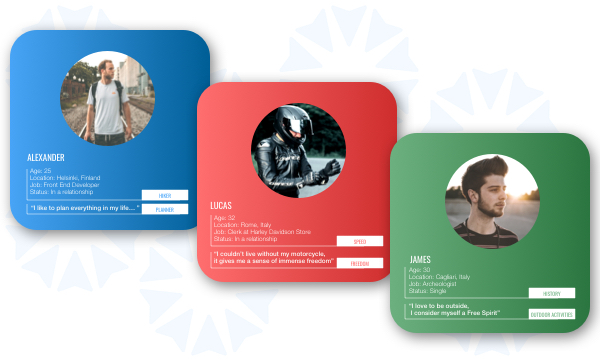 ALEXANDER
Age: 25
Location: Helsinki, Finland
Job: Front End Developer
Status: In a relationship
HIKER
"I like to plan everything in my life..."
PLANNER
LUCAS
Age: 32
Location: Rome, Italy
Job: Clerk at Harley Davidson Store
Status: In a relationship
SPEED
"I couldn't live without my motorcycle,
it gives me a sense of immense freedom"
FREEDOM
JAMES
Age: 30
Location: Cagliari, Italy
Job: Archeologist
Status: Single
HISTORY
"I love to be outside,
I consider myself a Free Spirit"
OUTDOOR ACTIVITIES